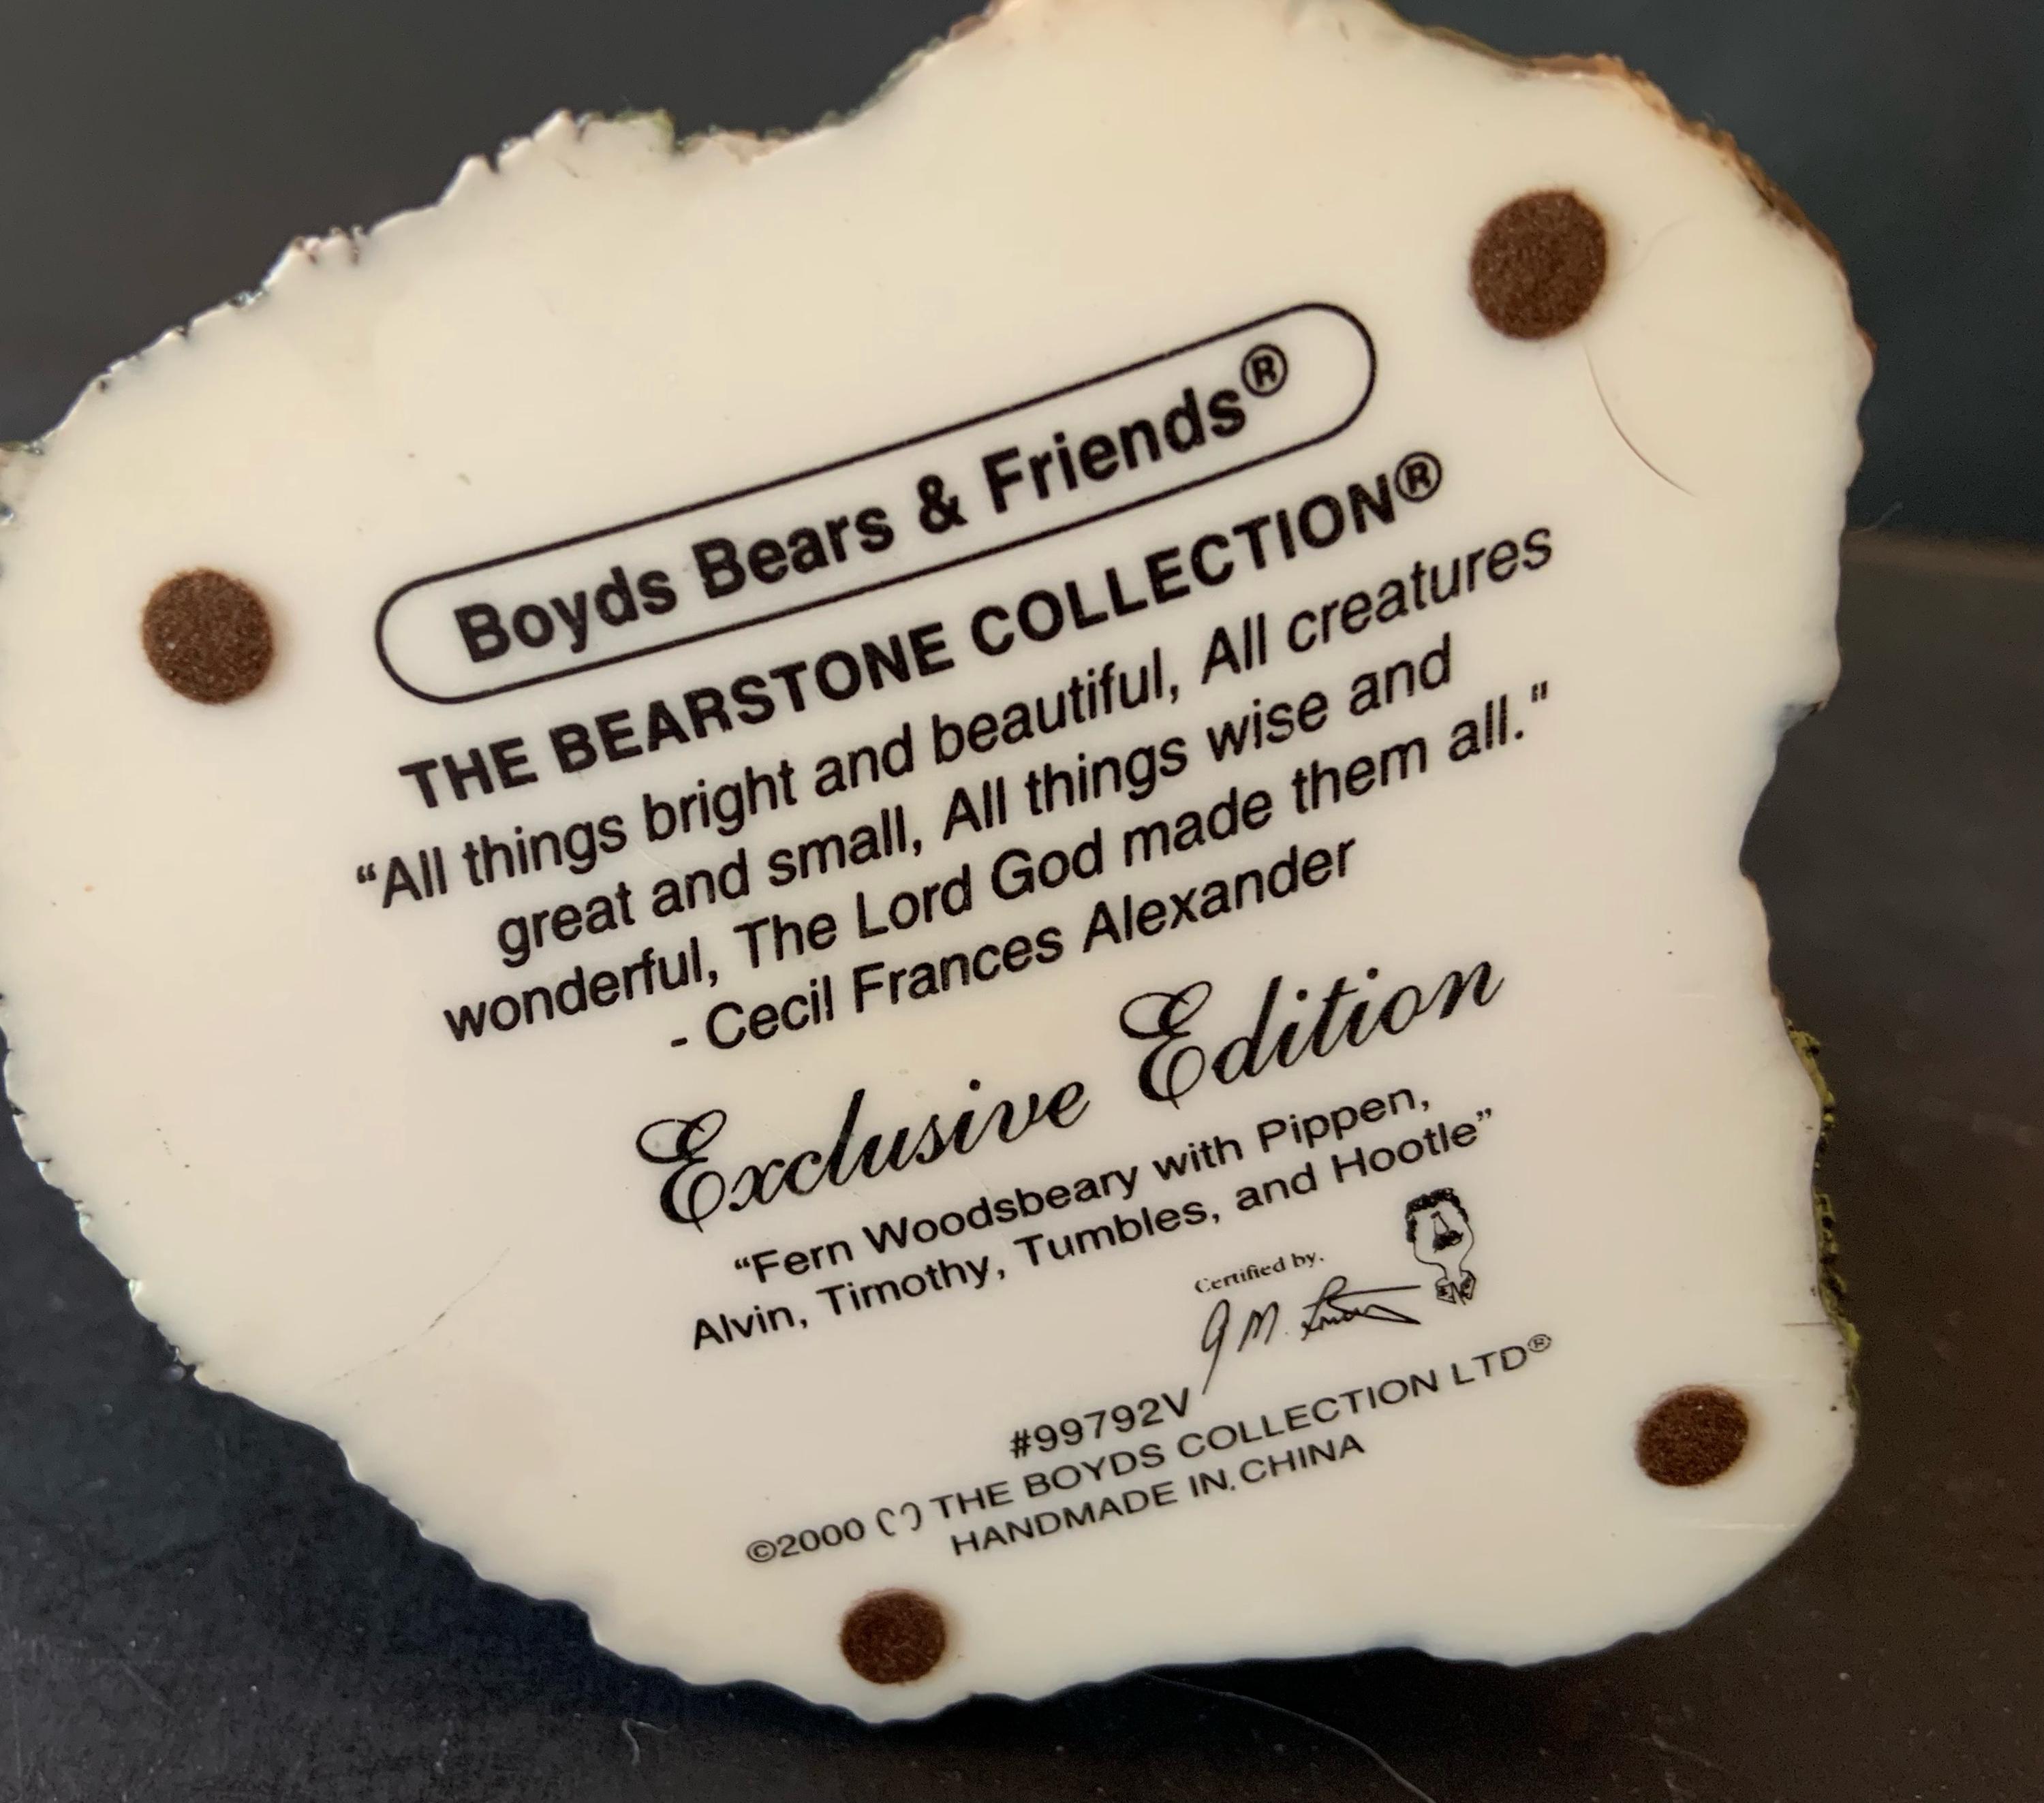 Boyds Bears & Friends®
THE BEARSTONE COLLECTION®
“All things bright and beautiful, All creatures
great and small, All things wise and
wonderful, The Lord God made them all."
- Cecil Frances Alexander
Exclusive Edition
“Fern Woodsbeary with Pippen,
Alvin, Timothy, Tumbles, and Hootle”
Certified by:
G M.
#99792V
©2000 THE BOYDS COLLECTION LTD®
HANDMADE IN CHINA